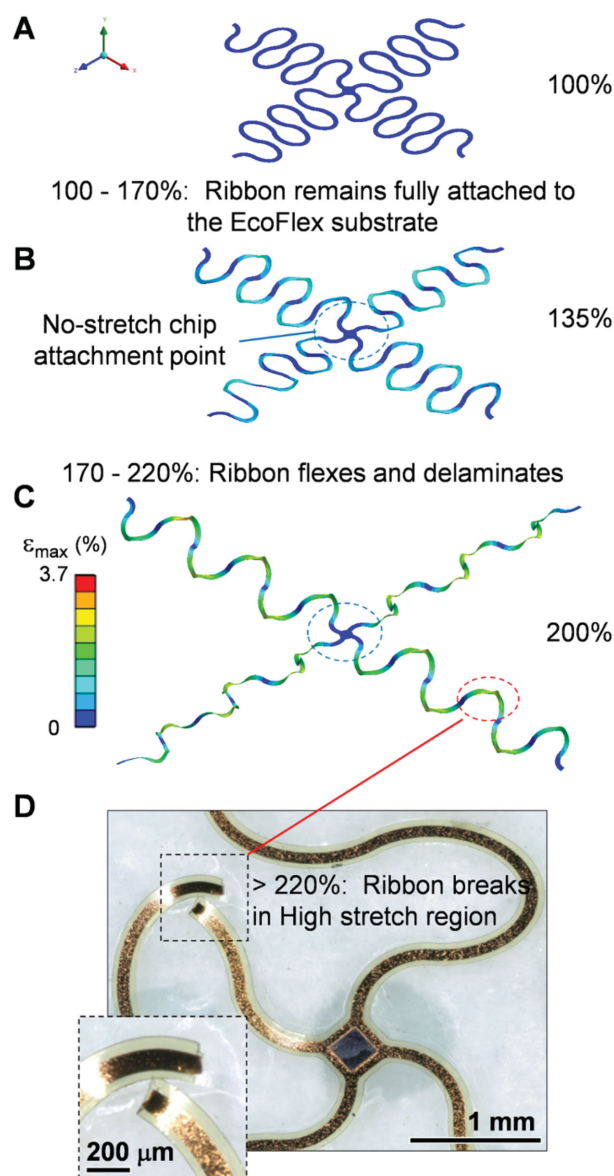 A
Y
Z
X
100%
100 - 170%: Ribbon remains fully attached to
the EcoFlex substrate
B
No-stretch chip
attachment point
135%
170 - 220%: Ribbon flexes and delaminates
C
εmax (%)
3.7
0
200%
D
> 220%: Ribbon breaks
in High stretch region
1 mm
200 μm